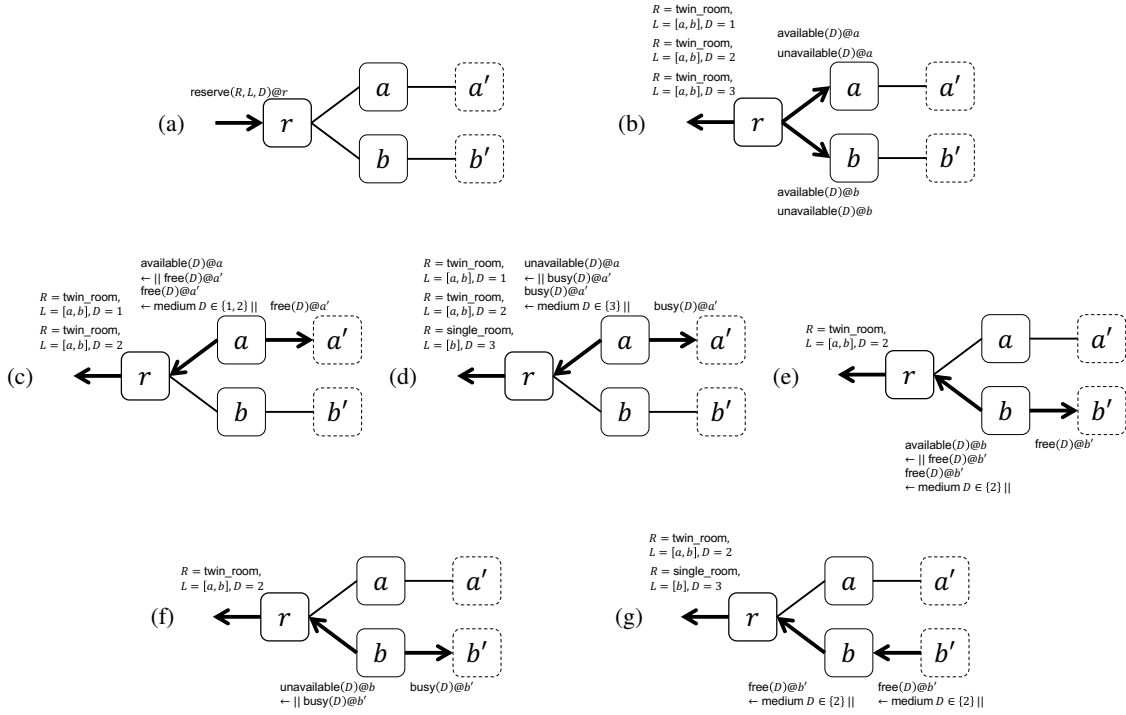 reserve(R, L, D)@r
a
a′
(a)
r
b
b′
R = twin_room,
L = [a, b], D = 1
R = twin_room,
L = [a, b], D = 2
R = twin_room,
L = [a, b], D = 3
available(D)@a
unavailable(D)@a
a
a′
(b)
r
b
b′
available(D)@b
unavailable(D)@b
R = twin_room,
L = [a, b], D = 1
R = twin_room,
L = [a, b], D = 2
available(D)@a
← || free(D)@a′
free(D)@a′
← medium D ∈ {1, 2} ||
free(D)@a′
a
a′
(c)
r
b
b′
R = twin_room,
L = [a, b], D = 1
R = twin_room,
L = [a, b], D = 2
R = single_room,
L = [b], D = 3
unavailable(D)@a
← || busy(D)@a′
busy(D)@a′
← medium D ∈ {3} ||
busy(D)@a′
a
a′
(d)
r
b
b′
R = twin_room,
L = [a, b], D = 2
a
a′
(e)
r
b
b′
available(D)@b
← || free(D)@b′
free(D)@b′
← medium D ∈ {2} ||
free(D)@b′
R = twin_room,
L = [a, b], D = 2
a
a′
(f)
r
b
b′
unavailable(D)@b
← || busy(D)@b′
busy(D)@b′
R = twin_room,
L = [a, b], D = 2
R = single_room,
L = [b], D = 3
a
a′
(g)
r
b
b′
free(D)@b′
← medium D ∈ {2} ||
free(D)@b′
← medium D ∈ {2} ||